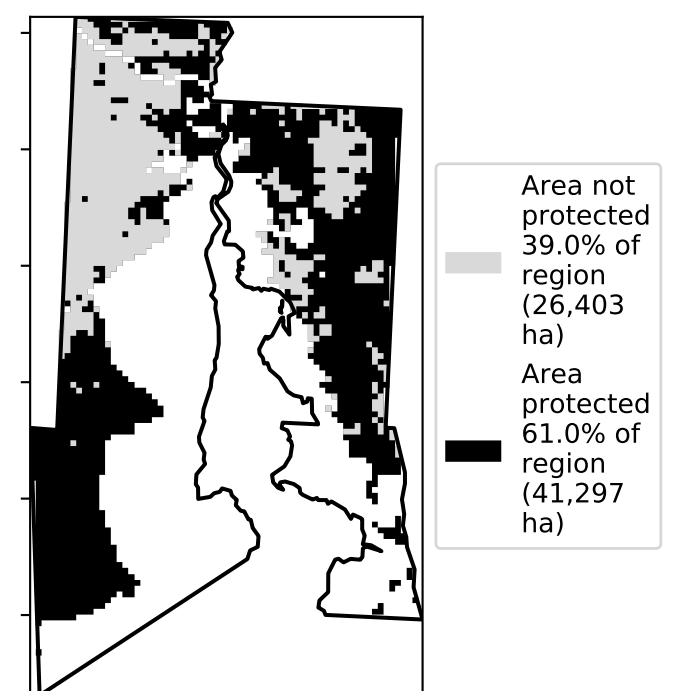 Area not
protected
39.0% of
region
(26,403
ha)
Area
protected
61.0% of
region
(41,297
ha)